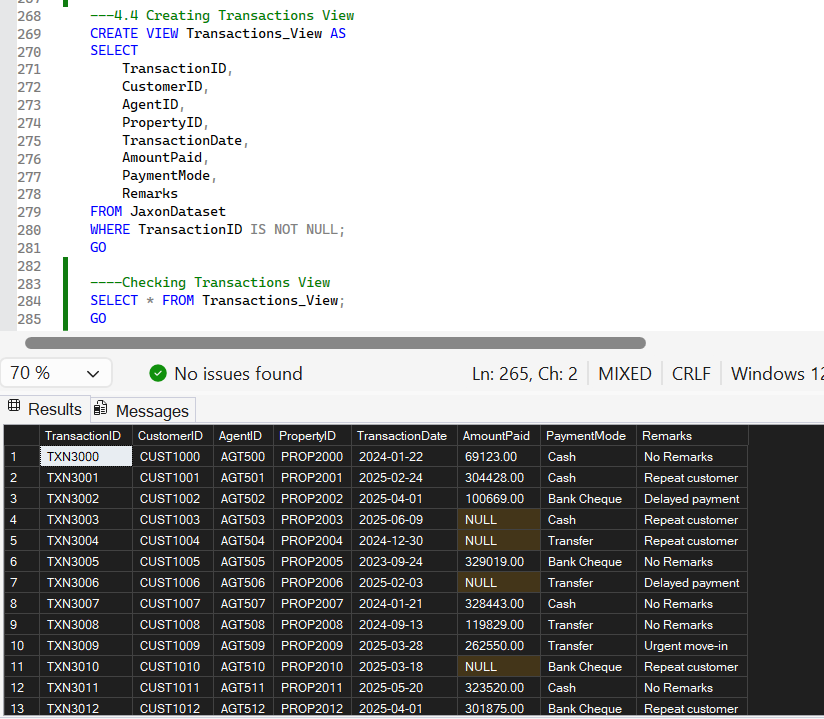 268 ---4.4 Creating Transactions View
269 CREATE VIEW Transactions_View AS
270 SELECT
271 TransactionID,
272 CustomerID,
273 AgentID,
274 PropertyID,
275 TransactionDate,
276 AmountPaid,
277 PaymentMode,
278 Remarks
279 FROM JaxonDataset
280 WHERE TransactionID IS NOT NULL;
281 GO
282
283 ----Checking Transactions View
284 SELECT * FROM Transactions_View;
285 GO
70 % No issues found Ln: 265, Ch: 2 MIXED CRLF Windows 12
Results Messages
TransactionID CustomerID AgentID PropertyID TransactionDate AmountPaid PaymentMode Remarks
1 TXN3000 CUST1000 AGT500 PROP2000 2024-01-22 69123.00 Cash No Remarks
2 TXN3001 CUST1001 AGT501 PROP2001 2025-02-24 304428.00 Cash Repeat customer
3 TXN3002 CUST1002 AGT502 PROP2002 2025-04-01 100669.00 Bank Cheque Delayed payment
4 TXN3003 CUST1003 AGT503 PROP2003 2025-06-09 NULL Cash Repeat customer
5 TXN3004 CUST1004 AGT504 PROP2004 2024-12-30 NULL Transfer Repeat customer
6 TXN3005 CUST1005 AGT505 PROP2005 2023-09-24 329019.00 Bank Cheque No Remarks
7 TXN3006 CUST1006 AGT506 PROP2006 2025-02-03 NULL Transfer Delayed payment
8 TXN3007 CUST1007 AGT507 PROP2007 2024-01-21 328443.00 Cash No Remarks
9 TXN3008 CUST1008 AGT508 PROP2008 2024-09-13 119829.00 Transfer No Remarks
10 TXN3009 CUST1009 AGT509 PROP2009 2025-03-28 262550.00 Transfer Urgent move-in
11 TXN3010 CUST1010 AGT510 PROP2010 2025-03-18 NULL Bank Cheque Repeat customer
12 TXN3011 CUST1011 AGT511 PROP2011 2025-05-20 323520.00 Cash No Remarks
13 TXN3012 CUST1012 AGT512 PROP2012 2025-04-01 301875.00 Bank Cheque Repeat customer